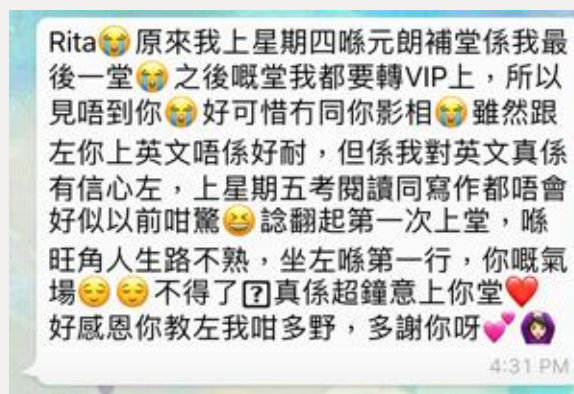 Rita😭原來我上星期四喺元朗補堂係我最
後一堂😭之後嘅堂我都要轉VIP上，所以
見唔到你😭好可惜冇同你影相😭雖然跟
左你上英文唔係好耐，但係我對英文真係
有信心左，上星期五考閱讀同寫作都唔會
好似以前咁驚😆諗翻起第一次上堂，喺
旺角人生路不熟，坐左喺第一行，你嘅氣
場😌😌不得了⍰真係超鐘意上你堂❤️
好感恩你教左我咁多野，多謝你呀💕🙆🏻
4:31 PM